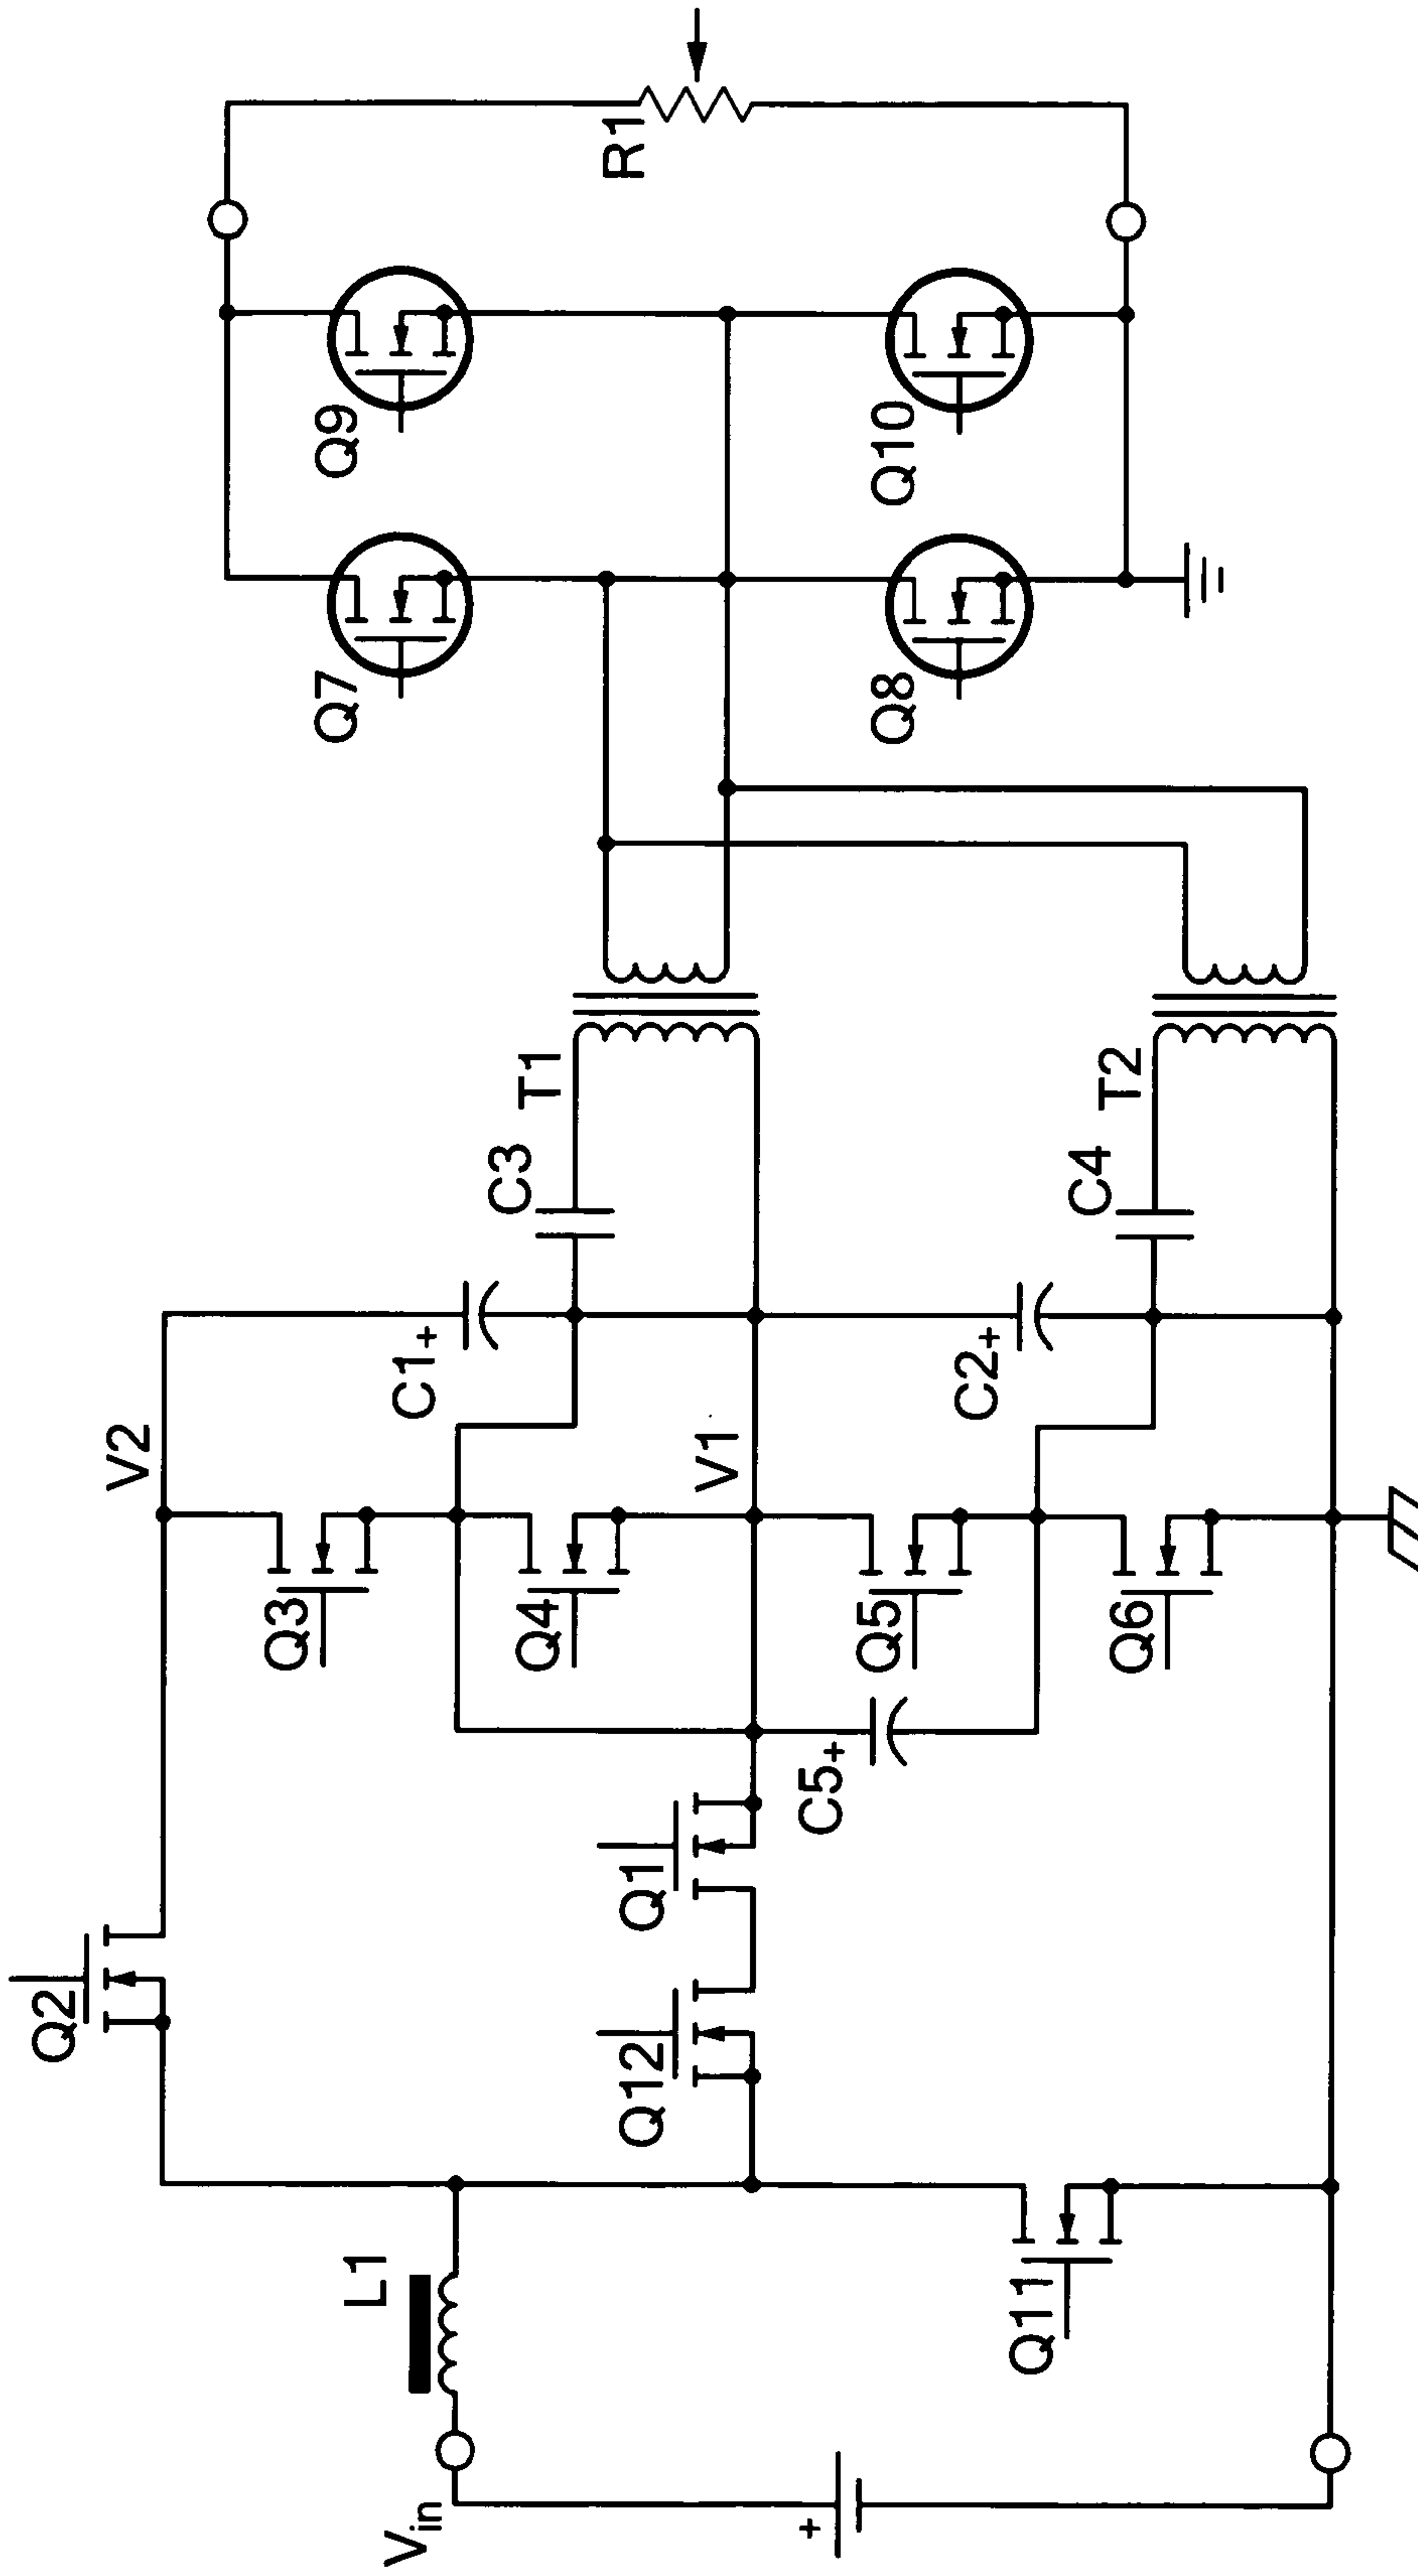 Q2
V2
Q9
Q7
R1
Q3
C1
+
C3
T1
Q4
V1
L1
Q12
Q1
C5
+
Q5
C2
+
Q10
Q8
Q6
C4
T2
Q11
Vin
+